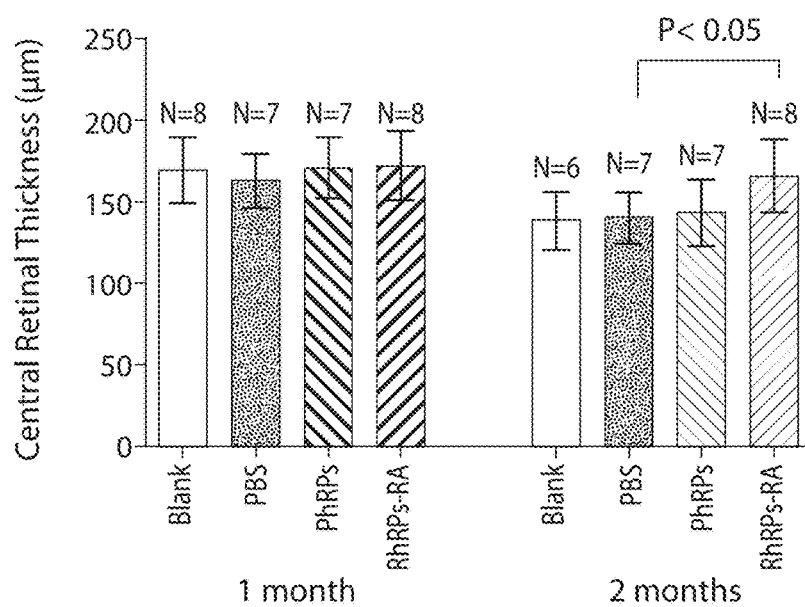 Central Retinal Thickness (µm)
250
200
150
100
50
0
N=8
N=7
N=7
N=8
N=6
N=7
N=7
N=8
P< 0.05
Blank
PBS
PhRPs
RhRPs-RA
Blank
PBS
PhRPs
RhRPs-RA
1 month
2 months